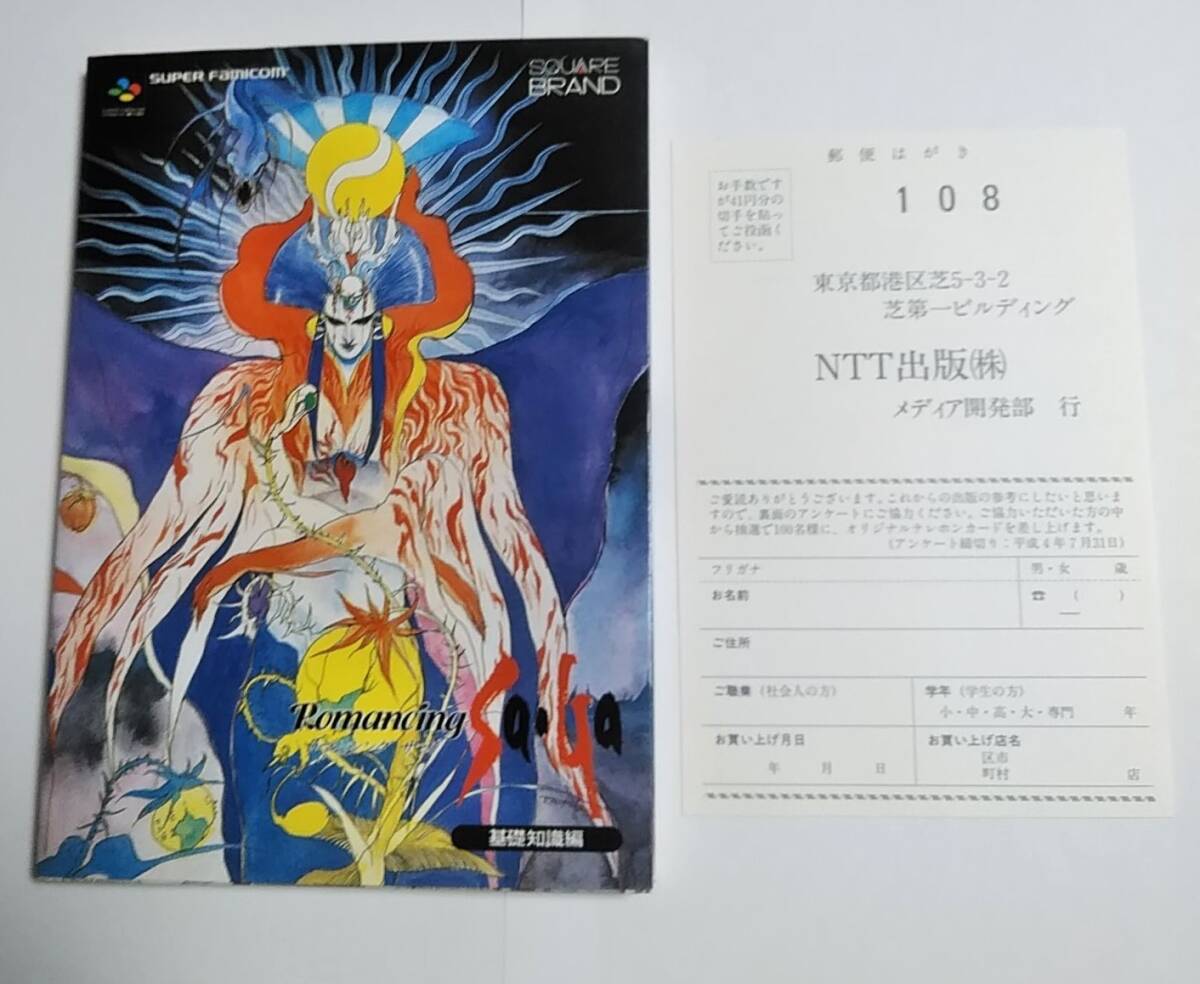 SUPER FAMICOM
SQUARE
BRAND
Romancing
Sa・Ga
基礎知識編
郵便はがき
お手数です
が41円分の
切手を貼っ
てご投函く
ださい。
108
東京都港区芝5-3-2
芝第一ビルディング
NTT出版㈱
メディア開発部 行
ご愛読ありがとうございます。これからの出版の参考にしたいと思いま
すので、裏面のアンケートにご協力ください。ご協力いただいた方の中
から抽選で100名様に、オリジナルテレホンカードを差し上げます。
(アンケート締切り：平成4年7月31日)
フリガナ
男・女 歳
お名前
☎ ( )
ご住所
ご職業 (社会人の方)
学年 (学生の方)
小・中・高・大・専門 年
お買い上げ月日
年 月 日
お買い上げ店名
区市
町村 店